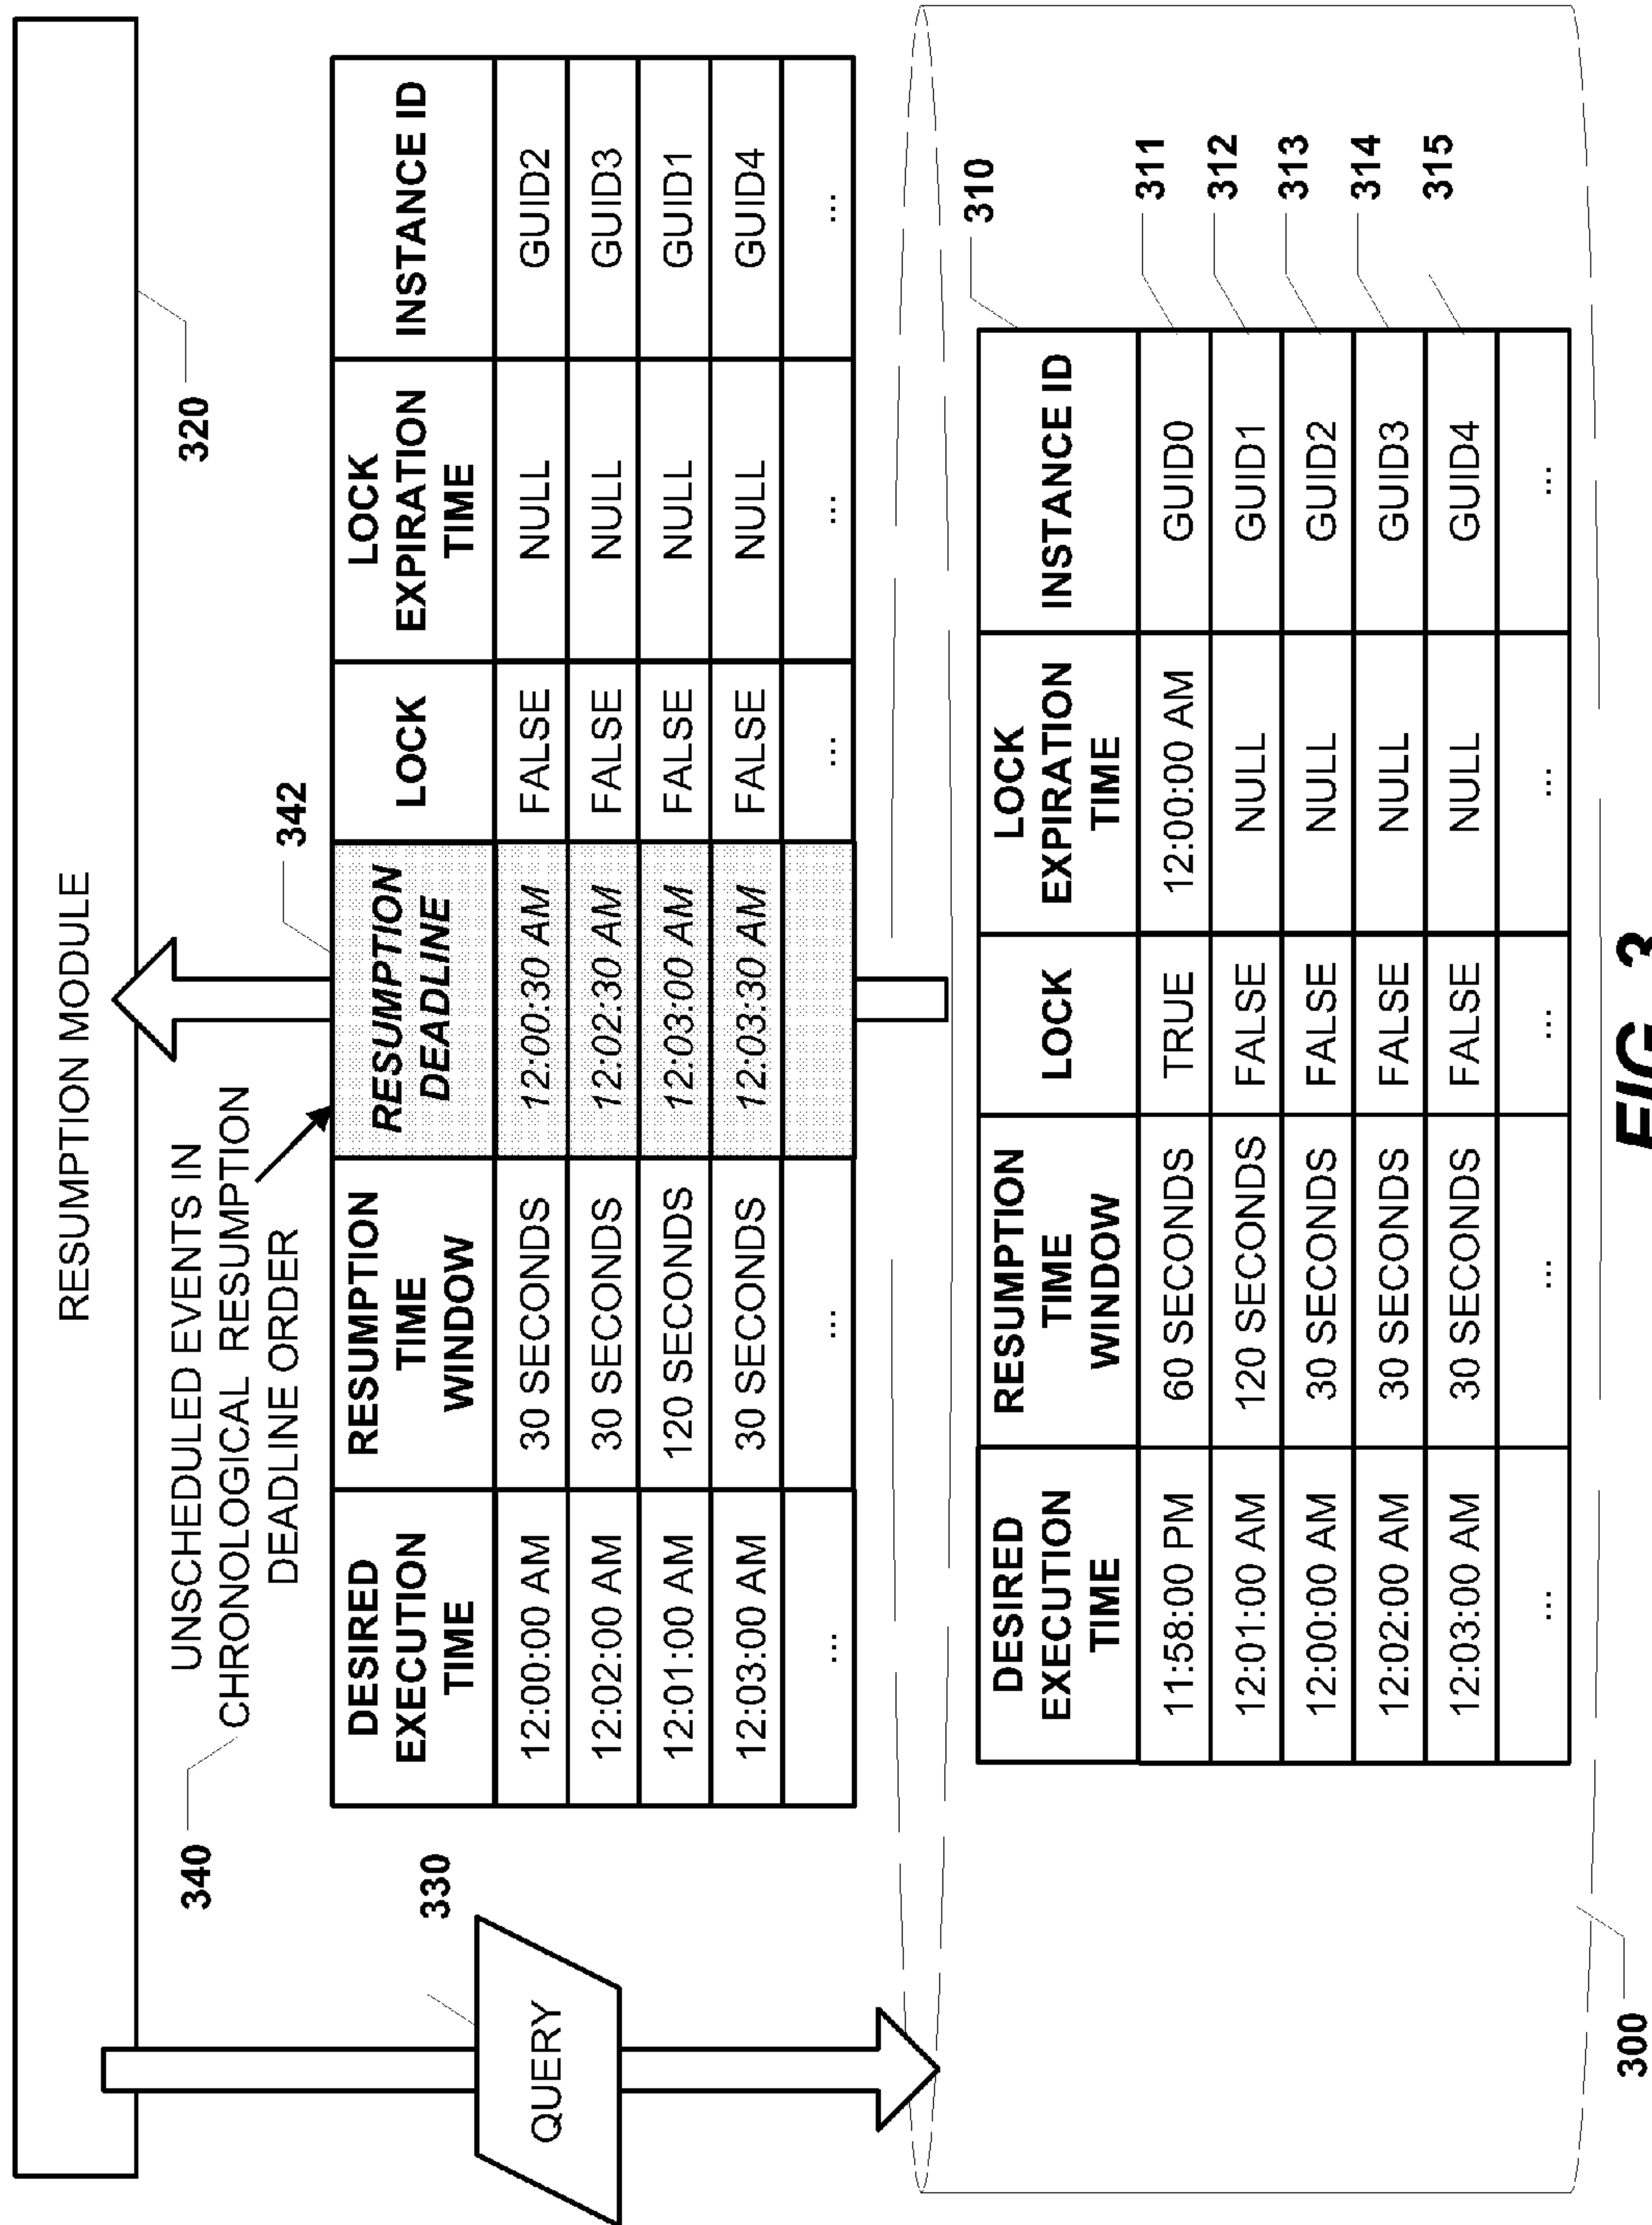 RESUMPTION MODULE
320
UNSCHEDULED EVENTS IN
CHRONOLOGICAL RESUMPTION
DEADLINE ORDER
340
342
330
QUERY
DESIRED EXECUTION TIME RESUMPTION TIME WINDOW RESUMPTION DEADLINE LOCK LOCK EXPIRATION TIME INSTANCE ID
12:00:00 AM 30 SECONDS 12:00:30 AM FALSE NULL GUID2
12:02:00 AM 30 SECONDS 12:02:30 AM FALSE NULL GUID3
12:01:00 AM 120 SECONDS 12:03:00 AM FALSE NULL GUID1
12:03:00 AM 30 SECONDS 12:03:30 AM FALSE NULL GUID4
... ... ... ... ...
310
DESIRED EXECUTION TIME RESUMPTION TIME WINDOW LOCK LOCK EXPIRATION TIME INSTANCE ID
11:58:00 PM 60 SECONDS TRUE 12:00:00 AM GUID0 311
12:01:00 AM 120 SECONDS FALSE NULL GUID1 312
12:00:00 AM 30 SECONDS FALSE NULL GUID2 313
12:02:00 AM 30 SECONDS FALSE NULL GUID3 314
12:03:00 AM 30 SECONDS FALSE NULL GUID4 315
... ... ... ... ...
300
FIG. 3